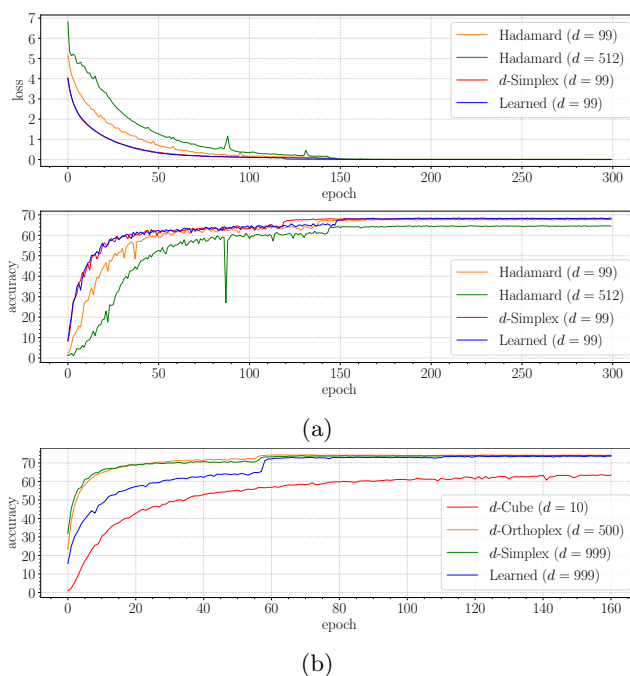 7
6
5
4
3
2
1
0
loss
Hadamard (d = 99)
Hadamard (d = 512)
d-Simplex (d = 99)
Learned (d = 99)
0 50 100 150 200 250 300
epoch
70
60
50
40
30
20
10
0
accuracy
Hadamard (d = 99)
Hadamard (d = 512)
d-Simplex (d = 99)
Learned (d = 99)
0 50 100 150 200 250 300
epoch
(a)
70
60
50
40
30
20
10
0
accuracy
d-Cube (d = 10)
d-Orthoplex (d = 500)
d-Simplex (d = 999)
Learned (d = 999)
0 20 40 60 80 100 120 140 160
epoch
(b)